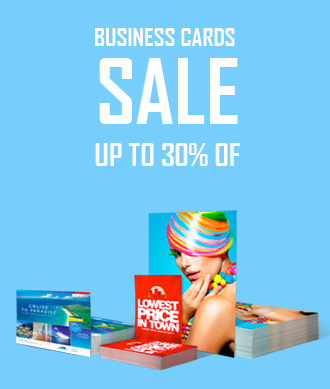 BUSINESS CARDS
SALE
UP TO 30% OF
CRUISE
TO PARADISE
LOWEST
PRICE
IN TOWN